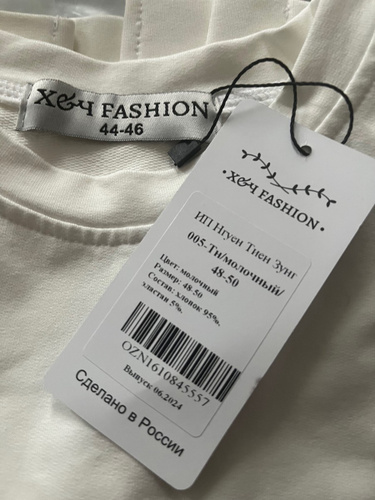 Х&Ч FASHION
44-46
·Х&Ч FASHION·
ИП Нгуен Тиен Зунг
005.Ти/молочный/
48-50
Цвет: молочный
Размер: 48-50
Состав: хлопок 95%,
эластан 5%.
OZN1610845557
Выпуск 06.2024
Сделано в России